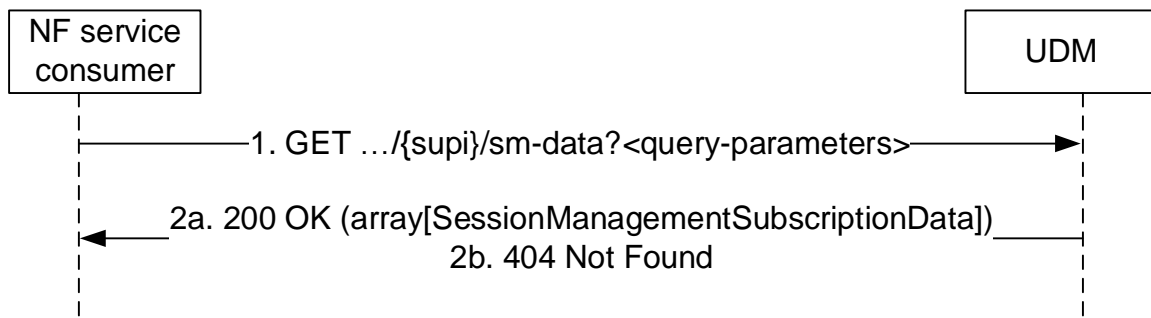 NF service
consumer
UDM
1. GET …/{supi}/sm-data?<query-parameters>
2a. 200 OK (array[SessionManagementSubscriptionData])
2b. 404 Not Found